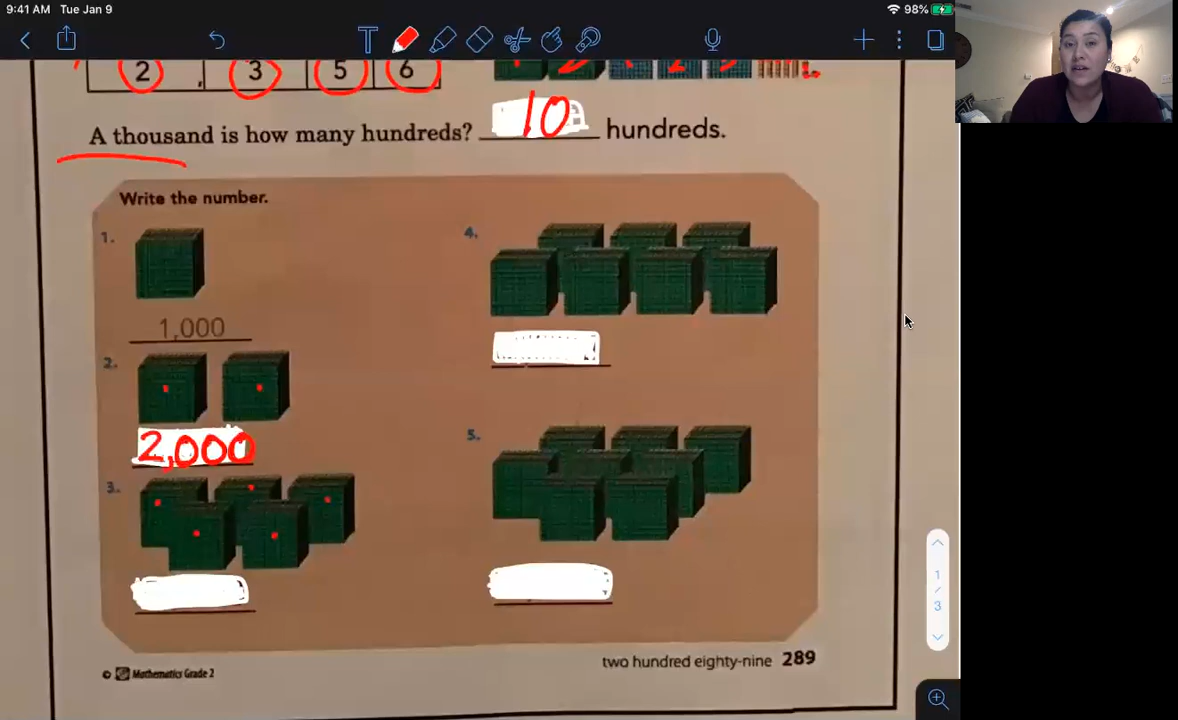 9:41 AM Tue Jan 9
98%
T
2, 3 5 6
A thousand is how many hundreds? 10 hundreds.
Write the number.
1.
1,000
2.
2,000
3.
4.
5.
1/3
© Mathematics Grade 2
two hundred eighty-nine 289